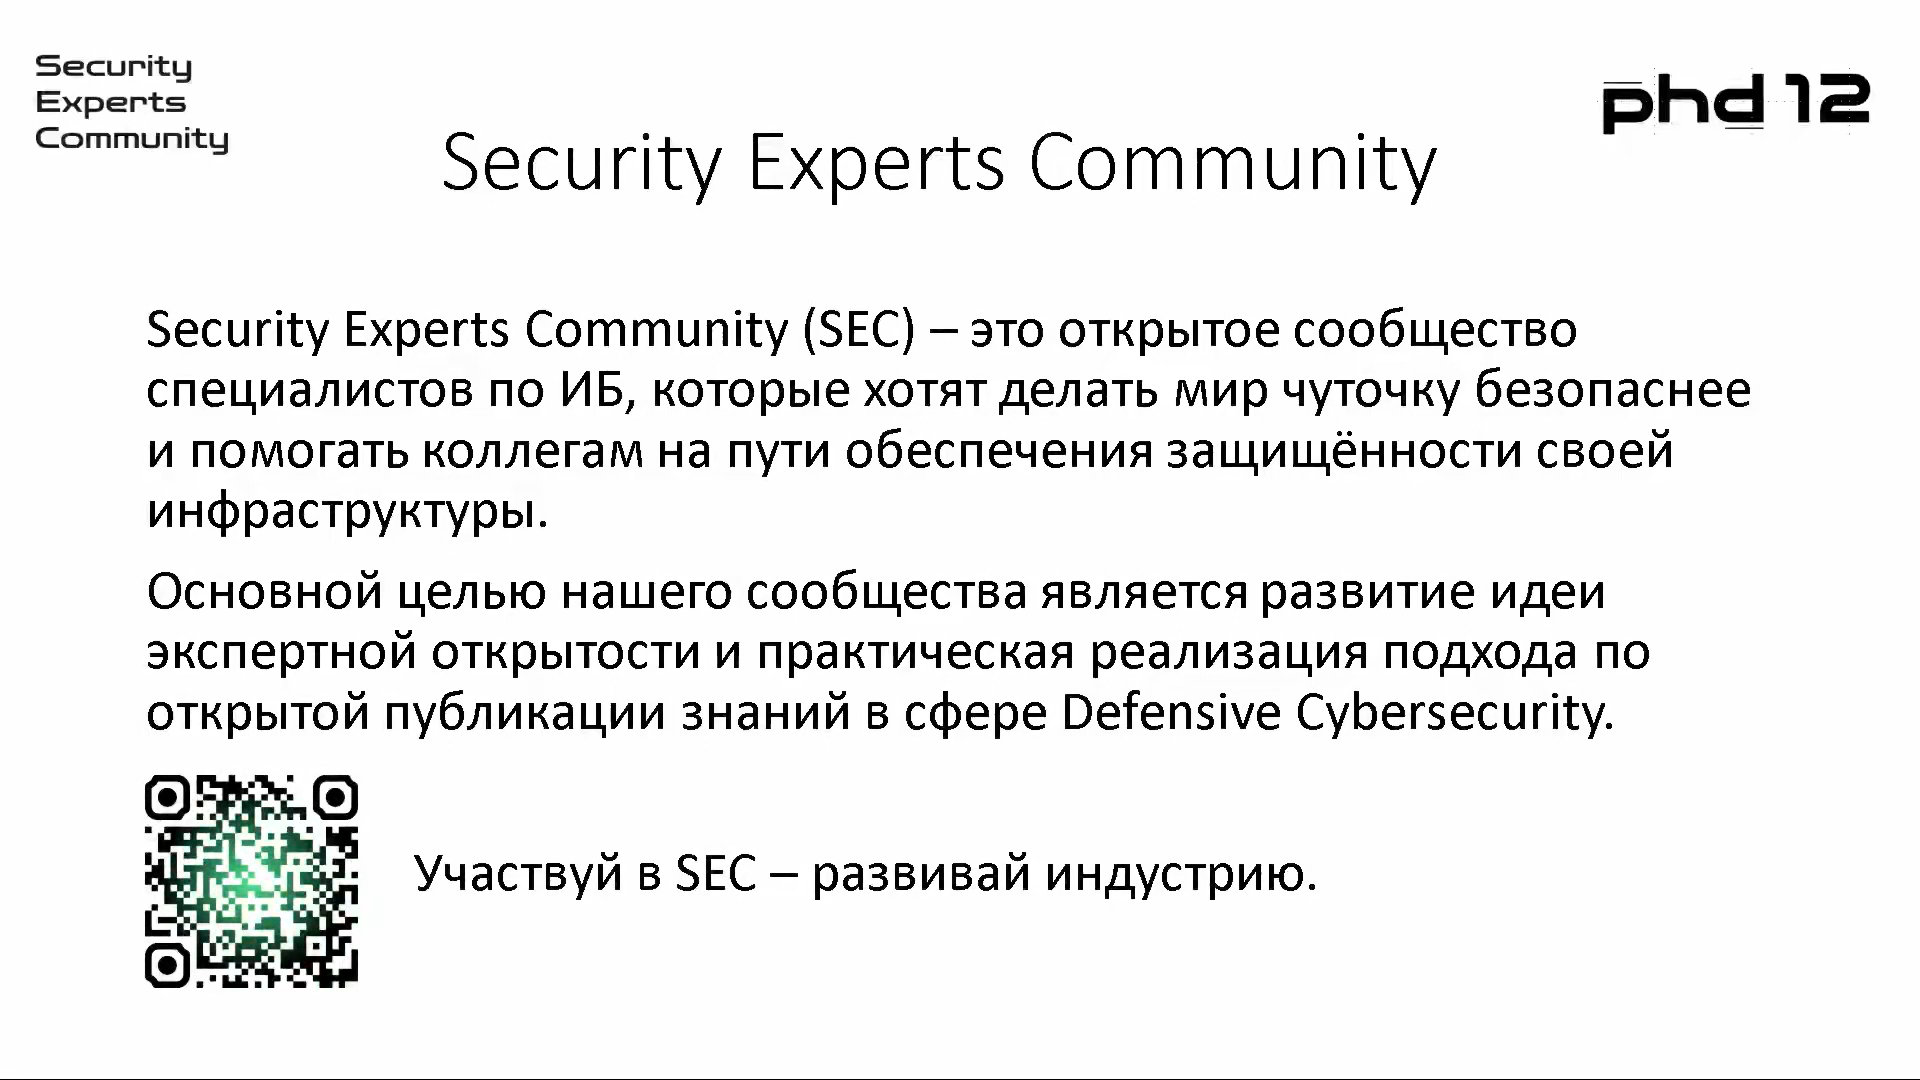 Security
Experts
Community
phd 12
Security Experts Community
Security Experts Community (SEC) – это открытое сообщество
специалистов по ИБ, которые хотят делать мир чуточку безопаснее
и помогать коллегам на пути обеспечения защищённости своей
инфраструктуры.
Основной целью нашего сообщества является развитие идеи
экспертной открытости и практическая реализация подхода по
открытой публикации знаний в сфере Defensive Cybersecurity.
Участвуй в SEC – развивай индустрию.